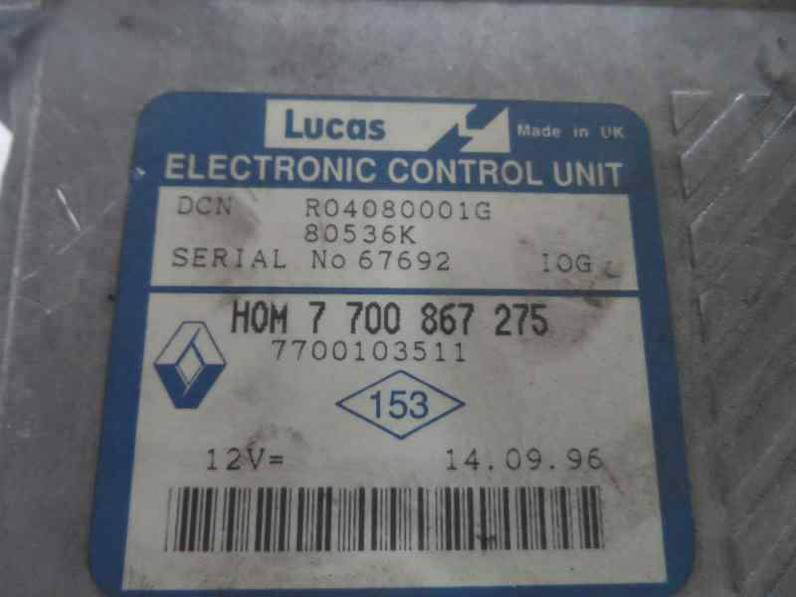 Lucas Made in UK
ELECTRONIC CONTROL UNIT
DCN R04080001G
80536K
SERIAL No 67692 IOG
HOM 7 700 867 275
7700103511
153
12V= 14.09.96